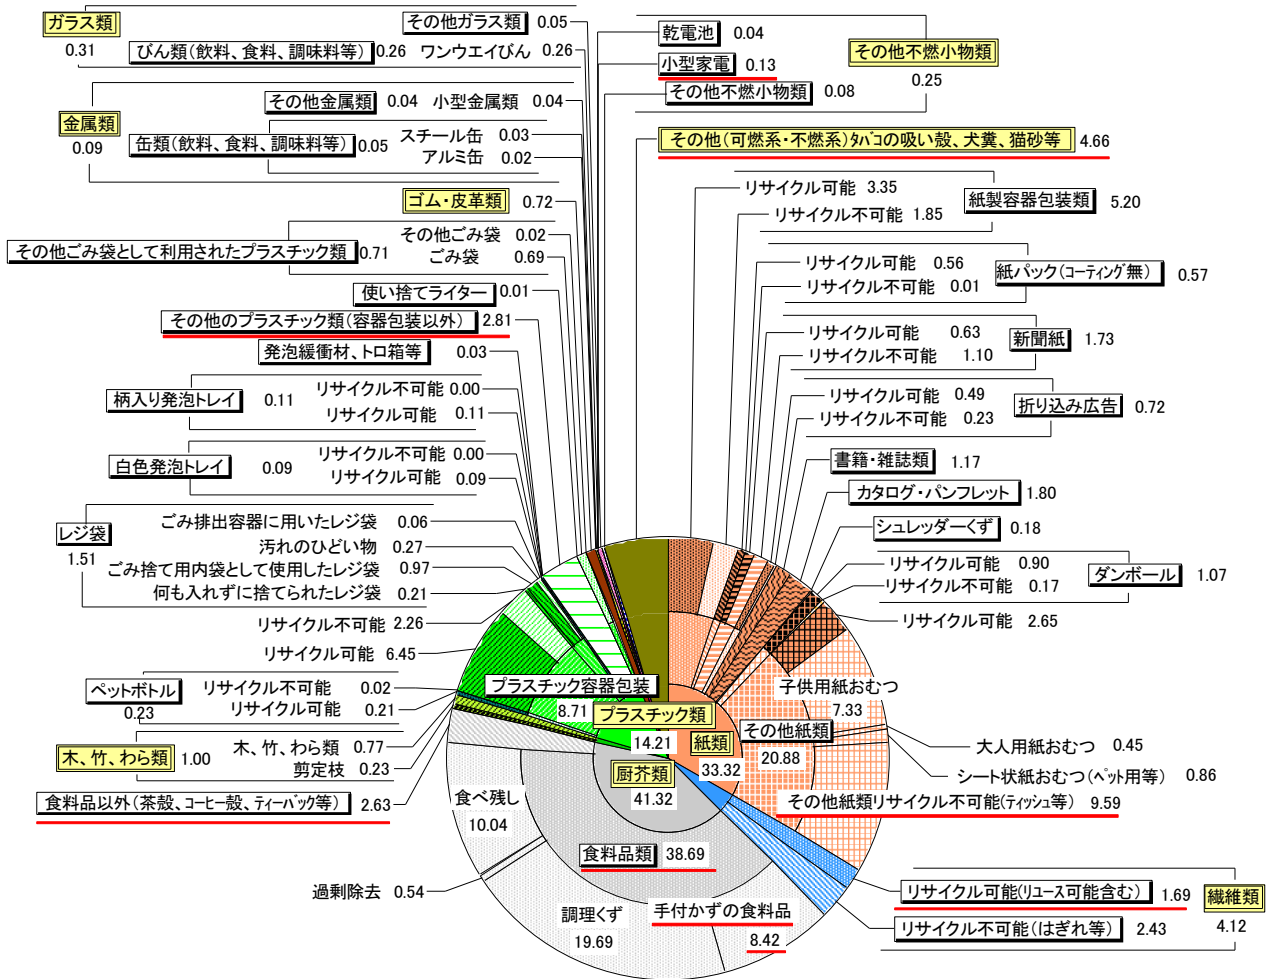 ガラス類
0.31
その他ガラス類 0.05
びん類(飲料、食料、調味料等) 0.26 ワンウエイびん 0.26
その他金属類 0.04 小型金属類 0.04
金属類
0.09
缶類(飲料、食料、調味料等) 0.05
スチール缶 0.03
アルミ缶 0.02
ゴム・皮革類 0.72
その他ごみ袋として利用されたプラスチック類 0.71
その他ごみ袋 0.02
ごみ袋 0.69
使い捨てライター 0.01
その他のプラスチック類(容器包装以外) 2.81
発泡緩衝材、トロ箱等 0.03
柄入り発泡トレイ 0.11
リサイクル不可能 0.00
リサイクル可能 0.11
白色発泡トレイ 0.09
リサイクル不可能 0.00
リサイクル可能 0.09
レジ袋
1.51
ごみ排出容器に用いたレジ袋 0.06
汚れのひどい物 0.27
ごみ捨て用内袋として使用したレジ袋 0.97
何も入れずに捨てられたレジ袋 0.21
リサイクル不可能 2.26
リサイクル可能 6.45
ペットボトル
0.23
リサイクル不可能 0.02
リサイクル可能 0.21
木、竹、わら類 1.00
木、竹、わら類 0.77
剪定枝 0.23
食料品以外(茶殻、コーヒー殻、ティーバック等) 2.63
過剰除去 0.54
乾電池 0.04
小型家電 0.13
その他不燃小物類 0.08
その他不燃小物類
0.25
その他(可燃系・不燃系)タバコの吸い殻、犬糞、猫砂等 4.66
リサイクル可能 3.35
リサイクル不可能 1.85
紙製容器包装類 5.20
リサイクル可能 0.56
リサイクル不可能 0.01
紙パック(コーティング無) 0.57
リサイクル可能 0.63
リサイクル不可能 1.10
新聞紙 1.73
リサイクル可能 0.49
リサイクル不可能 0.23
折り込み広告 0.72
書籍・雑誌類 1.17
カタログ・パンフレット 1.80
シュレッダーくず 0.18
リサイクル可能 0.90
リサイクル不可能 0.17
ダンボール 1.07
リサイクル可能 2.65
子供用紙おむつ
7.33
大人用紙おむつ 0.45
シート状紙おむつ(ペット用等) 0.86
その他紙類リサイクル不可能(ティッシュ等) 9.59
リサイクル可能(リユース可能含む) 1.69
リサイクル不可能(はぎれ等) 2.43
繊維類
4.12
プラスチック容器包装
8.71
プラスチック類
14.21
紙類
33.32
その他紙類
20.88
厨芥類
41.32
食料品類 38.69
食べ残し
10.04
調理くず
19.69
手付かずの食料品
8.42